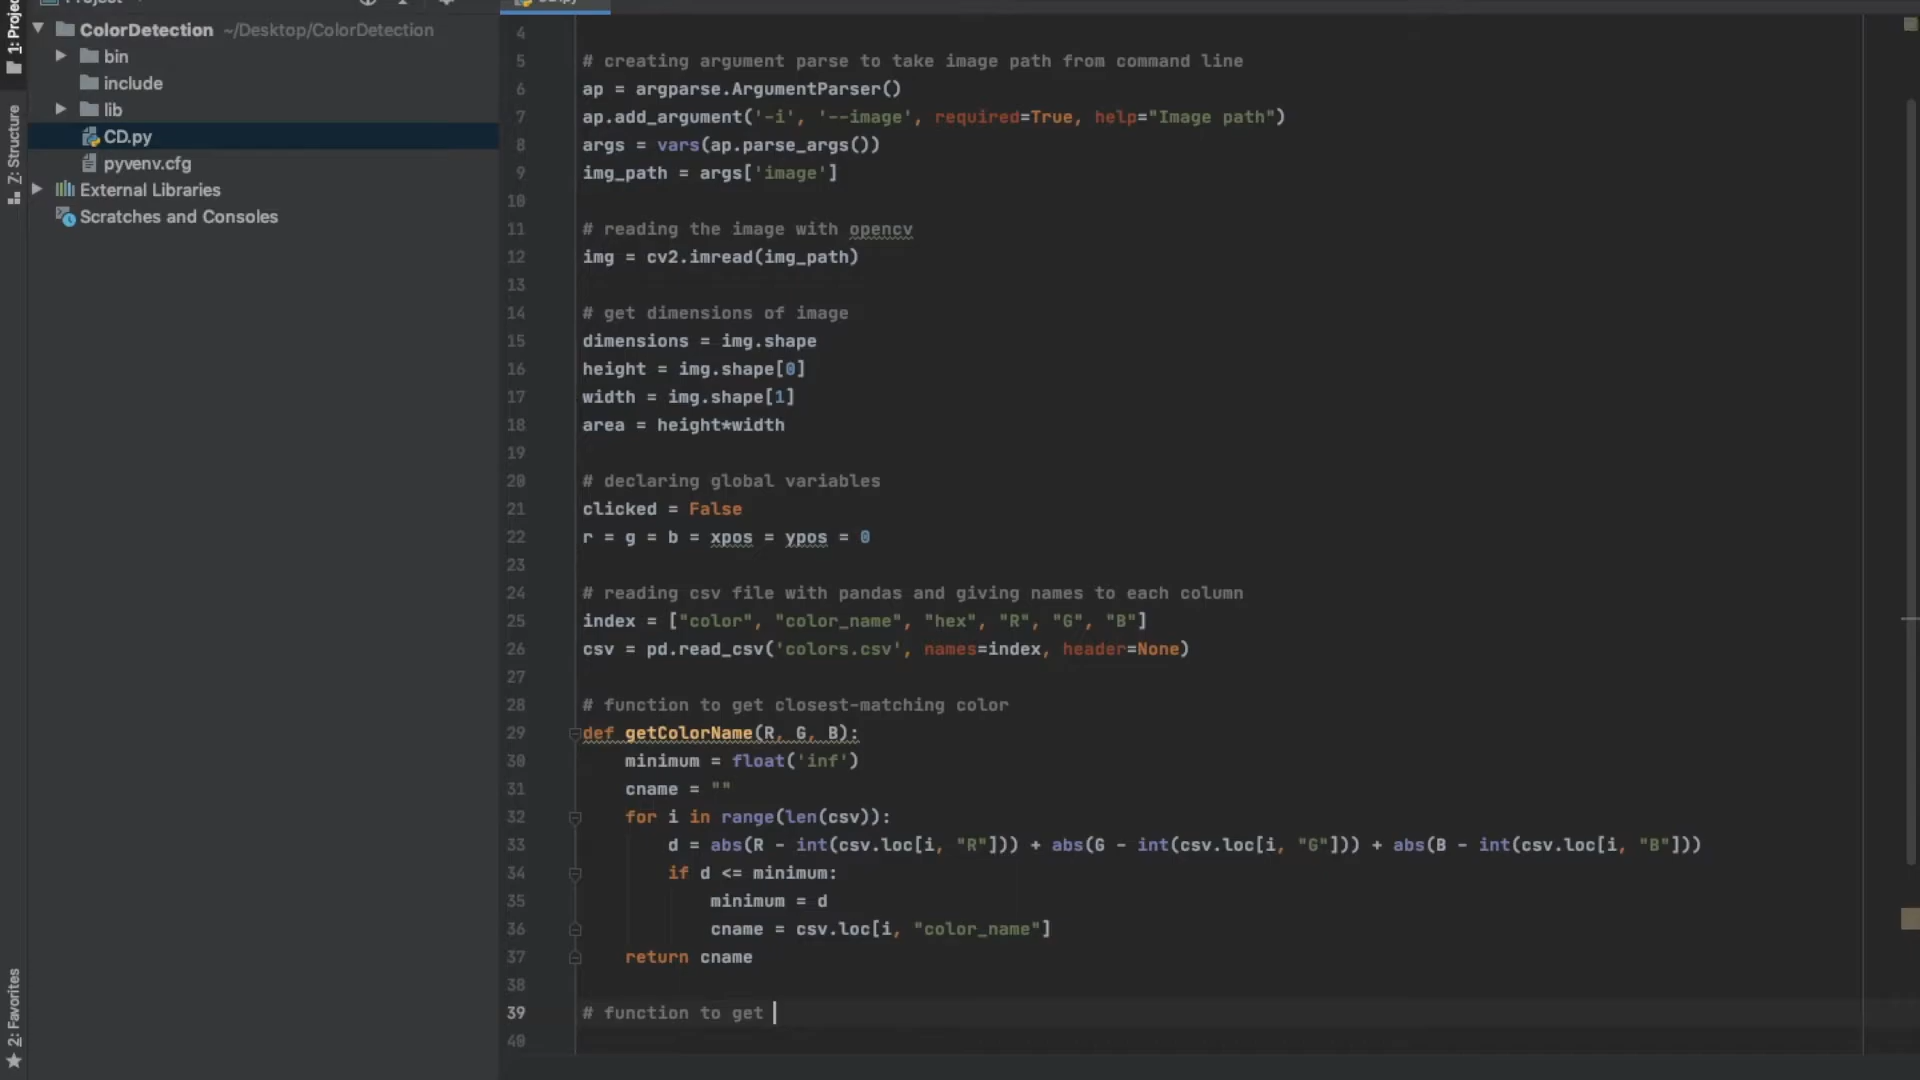 Project
1: Project
Z: Structure
2: Favorites
ColorDetection ~/Desktop/ColorDetection
bin
include
lib
CD.py
pyvenv.cfg
External Libraries
Scratches and Consoles
CD.py
4
5 # creating argument parse to take image path from command line
6 ap = argparse.ArgumentParser()
7 ap.add_argument('-i', '--image', required=True, help="Image path")
8 args = vars(ap.parse_args())
9 img_path = args['image']
10
11 # reading the image with opencv
12 img = cv2.imread(img_path)
13
14 # get dimensions of image
15 dimensions = img.shape
16 height = img.shape[0]
17 width = img.shape[1]
18 area = height*width
19
20 # declaring global variables
21 clicked = False
22 r = g = b = xpos = ypos = 0
23
24 # reading csv file with pandas and giving names to each column
25 index = ["color", "color_name", "hex", "R", "G", "B"]
26 csv = pd.read_csv('colors.csv', names=index, header=None)
27
28 # function to get closest-matching color
29 def getColorName(R, G, B):
30     minimum = float('inf')
31     cname = ""
32     for i in range(len(csv)):
33         d = abs(R - int(csv.loc[i, "R"])) + abs(G - int(csv.loc[i, "G"])) + abs(B - int(csv.loc[i, "B"]))
34         if d <= minimum:
35             minimum = d
36             cname = csv.loc[i, "color_name"]
37     return cname
38
39 # function to get
40